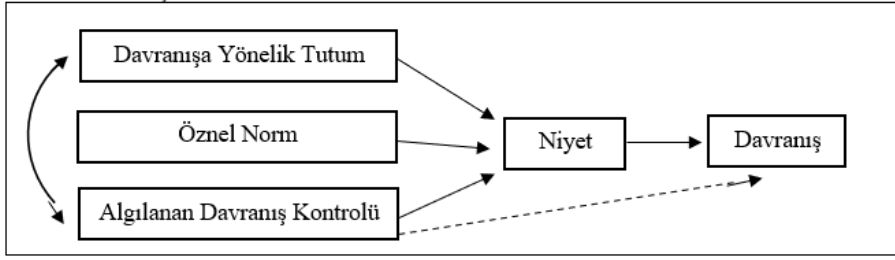 Davranışa Yönelik Tutum
Öznel Norm
Niyet
Davranış
Algılanan Davranış Kontrolü